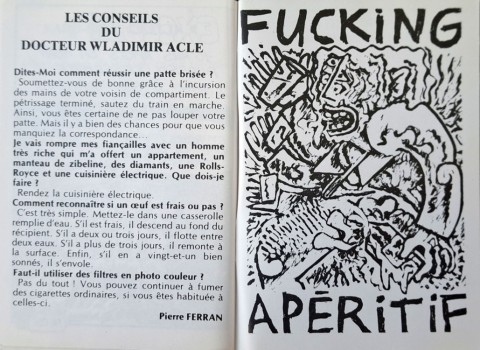 LES CONSEILS
DU
DOCTEUR WLADIMIR ACLE
Dites-Moi comment réussir une patte brisée ?
Soumettez-vous de bonne grâce à l'incursion
des mains de votre voisin de compartiment. Le
pétrissage terminé, sautez du train en marche.
Ainsi, vous êtes certaine de ne pas louper votre
patte. Mais il y a bien des chances pour que vous
manquiez la correspondance...
Je vais rompre mes fiançailles avec un homme
très riche qui m'a offert un appartement, un
manteau de zibeline, des diamants, une Rolls-
Royce et une cuisinière électrique. Que dois-je
faire ?
Rendez la cuisinière électrique.
Comment reconnaître si un œuf est frais ou pas ?
C'est très simple. Mettez-le dans une casserole
remplie d'eau. S'il est frais, il descend au fond du
récipient. S'il a deux ou trois jours, il flotte entre
deux eaux. S'il a plus de trois jours, il remonte à
la surface. Enfin, s'il en a vingt-et-un bien
sonnés, il s'envole.
Faut-il utiliser des filtres en photo couleur ?
Pas du tout ! Vous pouvez continuer à fumer
des cigarettes ordinaires, si vous êtes habituée à
celles-ci.
Pierre FERRAN
FUCKING
APÉRITIF